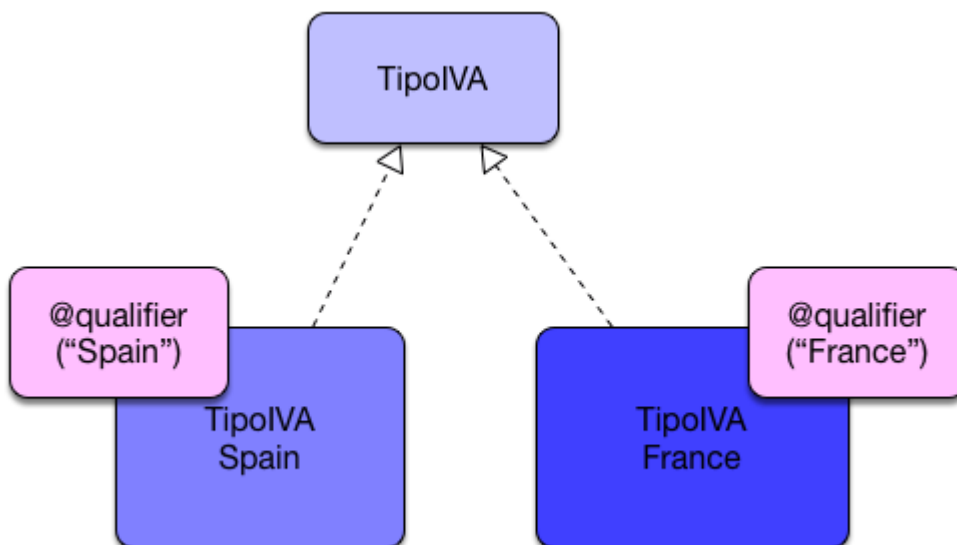 TipoIVA
@qualifier
(“Spain”)
@qualifier
(“France”)
TipoIVA
Spain
TipoIVA
France